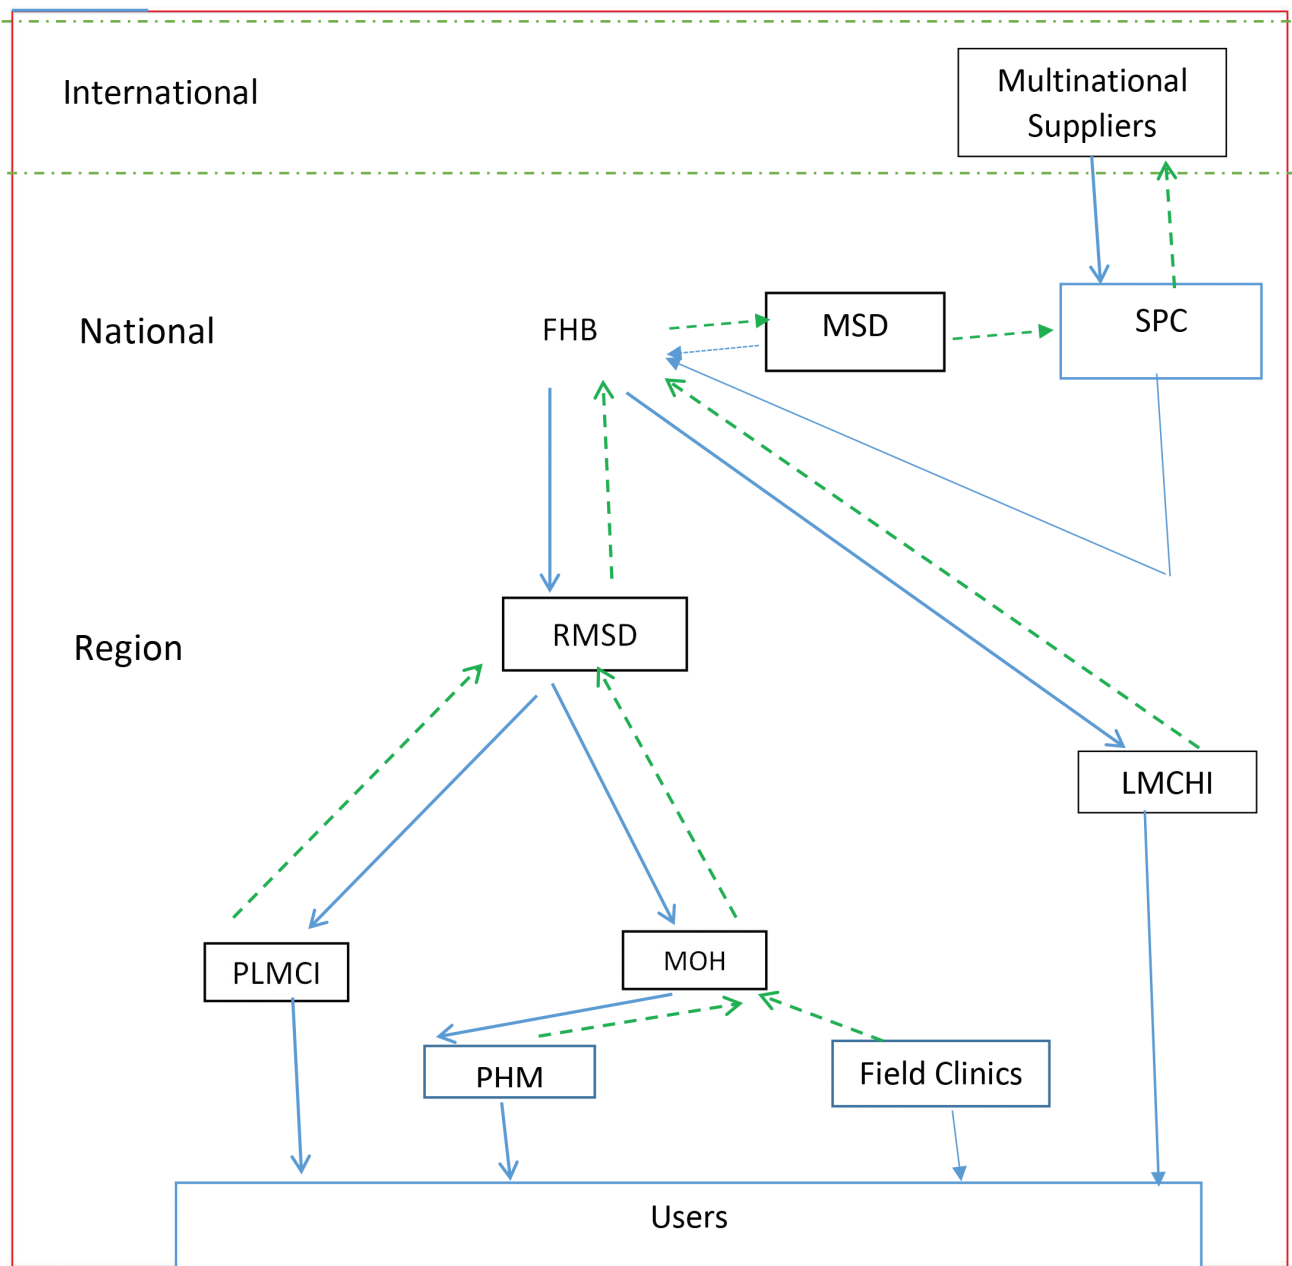 International
Multinational
Suppliers
National
FHB
MSD
SPC
Region
RMSD
LMCHI
PLMCI
MOH
PHM
Field Clinics
Users